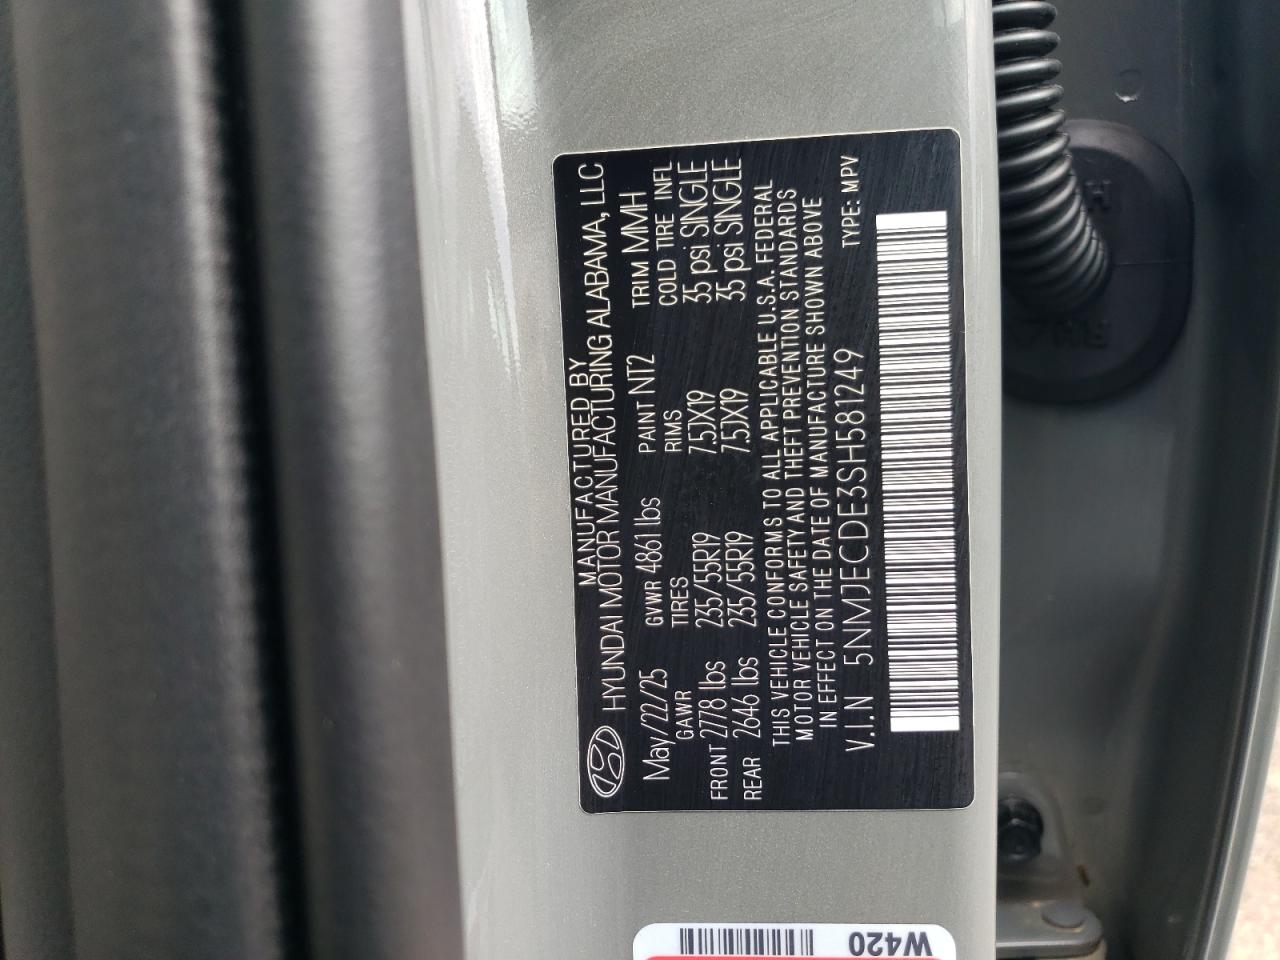 MANUFACTURED BY
HYUNDAI MOTOR MANUFACTURING ALABAMA, LLC
May/22/25 GVWR 4861 lbs PAINT NT2 TRIM MMH
GAWR TIRES RIMS COLD TIRE INFL
FRONT 2778 lbs 235/55R19 7.5JX19 35 psi SINGLE
REAR 2646 lbs 235/55R19 7.5JX19 35 psi SINGLE
THIS VEHICLE CONFORMS TO ALL APPLICABLE U.S.A. FEDERAL
MOTOR VEHICLE SAFETY AND THEFT PREVENTION STANDARDS
IN EFFECT ON THE DATE OF MANUFACTURE SHOWN ABOVE
V.I.N 5NMJECDE3SH581249 TYPE: MPV
W420